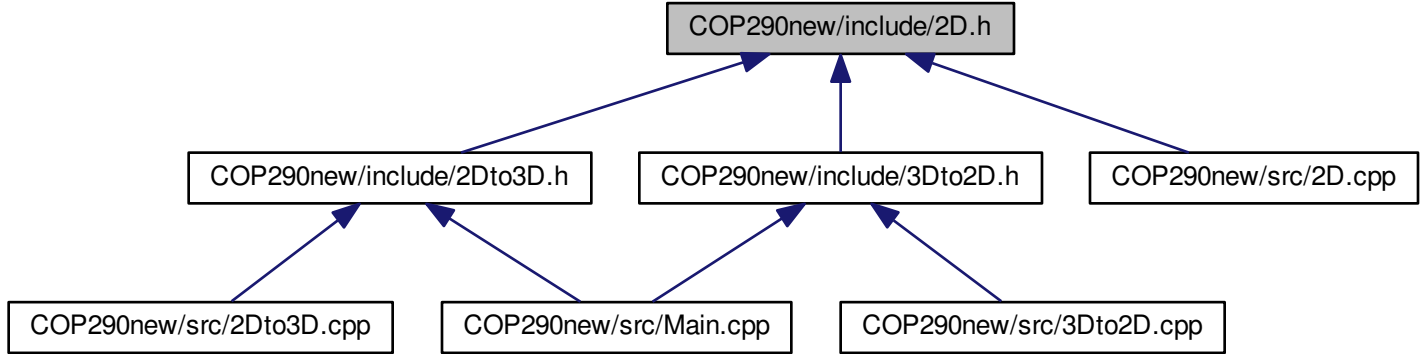 COP290new/include/2D.h
COP290new/include/2Dto3D.h
COP290new/include/3Dto2D.h
COP290new/src/2D.cpp
COP290new/src/2Dto3D.cpp
COP290new/src/Main.cpp
COP290new/src/3Dto2D.cpp